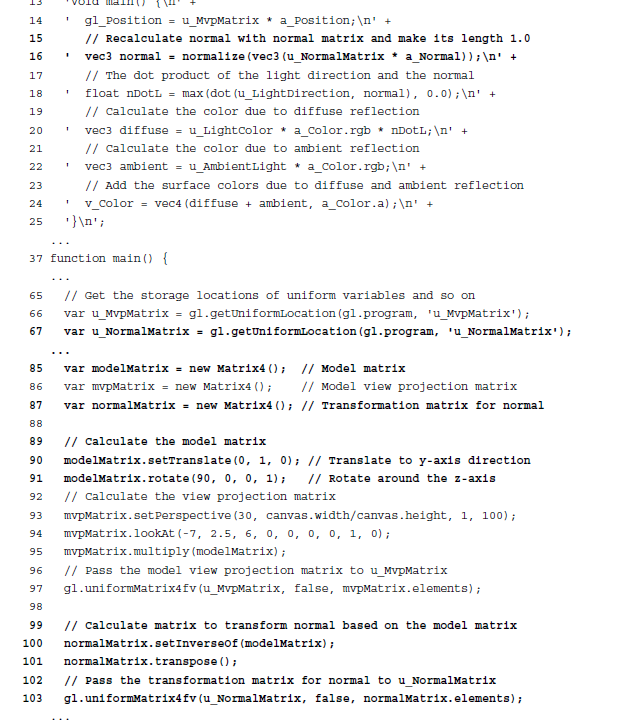 13 'void main() {\n' +
14 ' gl_Position = u_MvpMatrix * a_Position;\n' +
15 // Recalculate normal with normal matrix and make its length 1.0
16 ' vec3 normal = normalize(vec3(u_NormalMatrix * a_Normal));\n' +
17 // The dot product of the light direction and the normal
18 ' float nDotL = max(dot(u_LightDirection, normal), 0.0);\n' +
19 // Calculate the color due to diffuse reflection
20 ' vec3 diffuse = u_LightColor * a_Color.rgb * nDotL;\n' +
21 // Calculate the color due to ambient reflection
22 ' vec3 ambient = u_AmbientLight * a_Color.rgb;\n' +
23 // Add the surface colors due to diffuse and ambient reflection
24 ' v_Color = vec4(diffuse + ambient, a_Color.a);\n' +
25 '}\n';
...
37 function main() {
...
65 // Get the storage locations of uniform variables and so on
66 var u_MvpMatrix = gl.getUniformLocation(gl.program, 'u_MvpMatrix');
67 var u_NormalMatrix = gl.getUniformLocation(gl.program, 'u_NormalMatrix');
...
85 var modelMatrix = new Matrix4(); // Model matrix
86 var mvpMatrix = new Matrix4(); // Model view projection matrix
87 var normalMatrix = new Matrix4(); // Transformation matrix for normal
88
89 // Calculate the model matrix
90 modelMatrix.setTranslate(0, 1, 0); // Translate to y-axis direction
91 modelMatrix.rotate(90, 0, 0, 1); // Rotate around the z-axis
92 // Calculate the view projection matrix
93 mvpMatrix.setPerspective(30, canvas.width/canvas.height, 1, 100);
94 mvpMatrix.lookAt(-7, 2.5, 6, 0, 0, 0, 0, 1, 0);
95 mvpMatrix.multiply(modelMatrix);
96 // Pass the model view projection matrix to u_MvpMatrix
97 gl.uniformMatrix4fv(u_MvpMatrix, false, mvpMatrix.elements);
98
99 // Calculate matrix to transform normal based on the model matrix
100 normalMatrix.setInverseOf(modelMatrix);
101 normalMatrix.transpose();
102 // Pass the transformation matrix for normal to u_NormalMatrix
103 gl.uniformMatrix4fv(u_NormalMatrix, false, normalMatrix.elements);
...